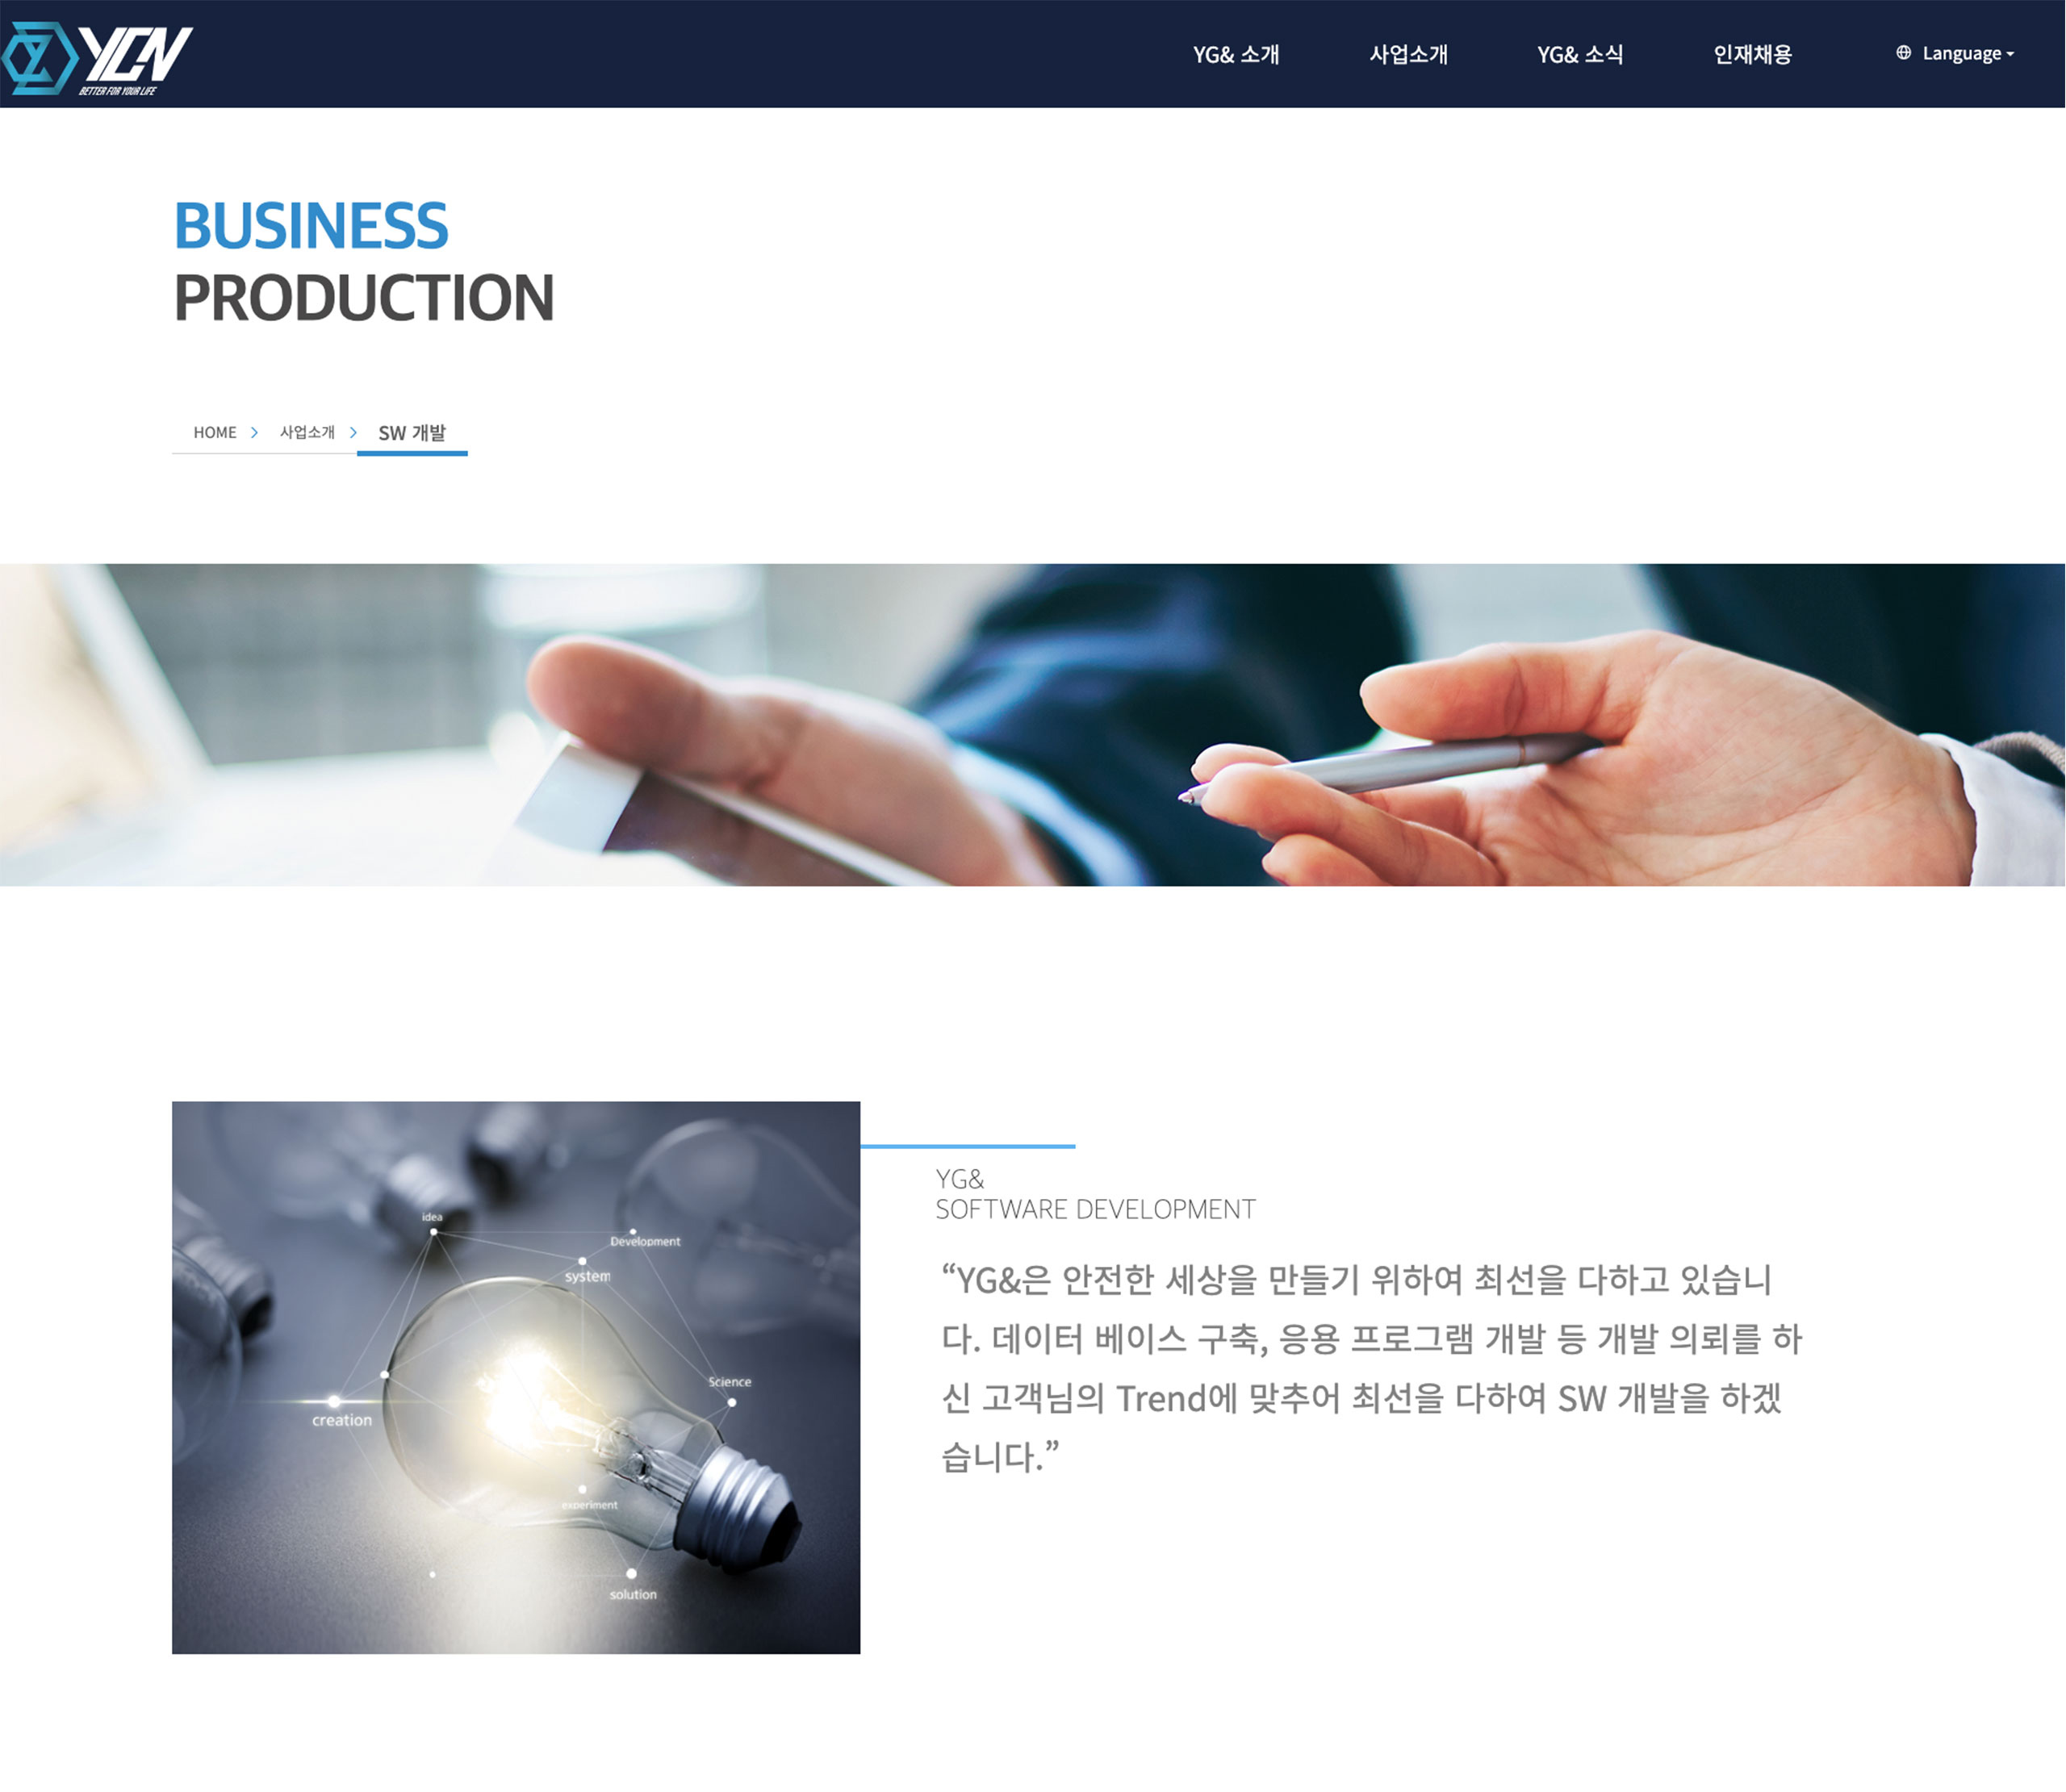 YGN
BETTER FOR YOUR LIFE
YG& 소개 사업소개 YG& 소식 인재채용 Language
BUSINESS
PRODUCTION
HOME > 사업소개 > SW 개발
idea
Development
system
Science
creation
experiment
solution
YG&
SOFTWARE DEVELOPMENT
“YG&은 안전한 세상을 만들기 위하여 최선을 다하고 있습니
다. 데이터 베이스 구축, 응용 프로그램 개발 등 개발 의뢰를 하
신 고객님의 Trend에 맞추어 최선을 다하여 SW 개발을 하겠
습니다.”